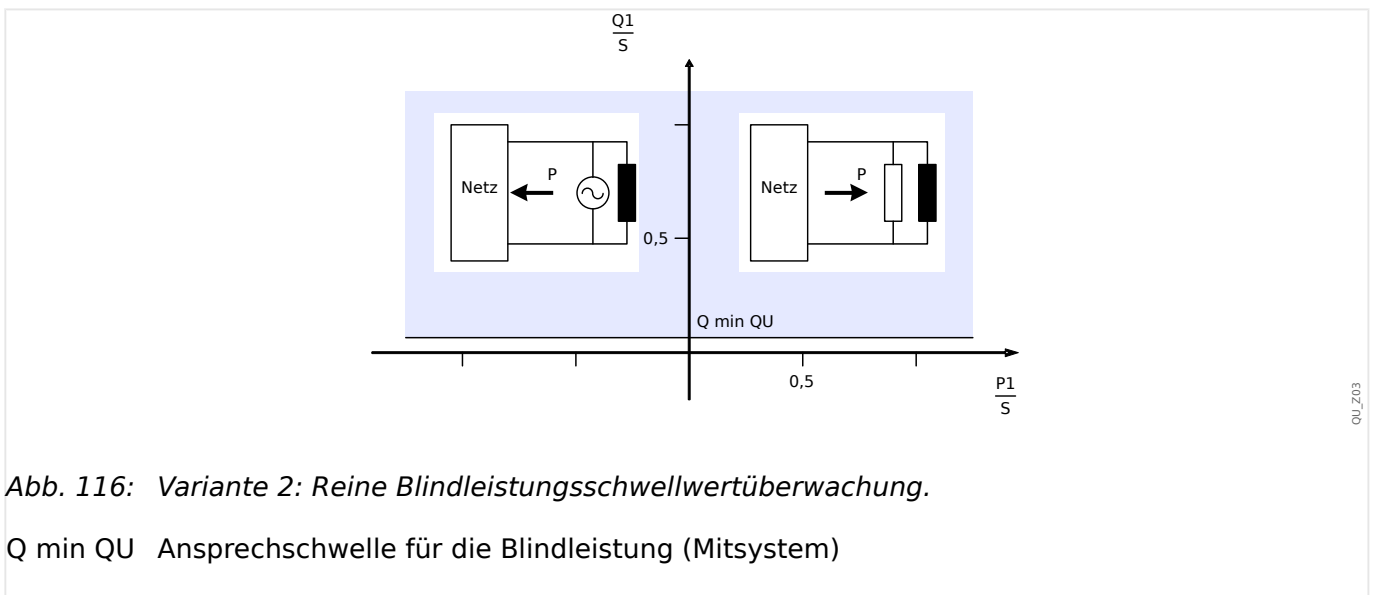 Q1
S
Netz
P
Netz
P
0,5
Q min QU
0,5
P1
S
QU_Z03
Abb. 116: Variante 2: Reine Blindleistungsschwellwertüberwachung.
Q min QU Ansprechschwelle für die Blindleistung (Mitsystem)